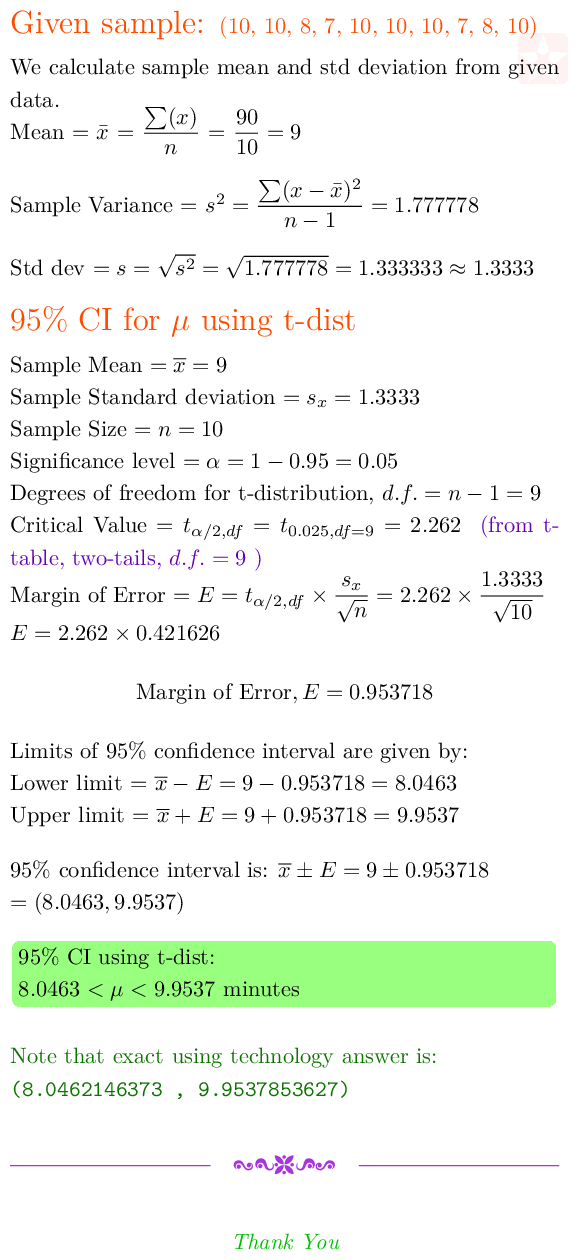 Given sample: (10, 10, 8, 7, 10, 10, 10, 7, 8, 10)
We calculate sample mean and std deviation from given
data.
Mean = x̄ = ∑(x)/n = 90/10 = 9
Sample Variance = s² = ∑(x − x̄)²/(n − 1) = 1.777778
Std dev = s = √s² = √1.777778 = 1.333333 ≈ 1.3333
95% CI for μ using t-dist
Sample Mean = x̅ = 9
Sample Standard deviation = sₓ = 1.3333
Sample Size = n = 10
Significance level = α = 1 − 0.95 = 0.05
Degrees of freedom for t-distribution, d.f. = n − 1 = 9
Critical Value = t_{α/2,df} = t_{0.025,df=9} = 2.262 (from t-
table, two-tails, d.f. = 9 )
Margin of Error = E = t_{α/2,df} × sₓ/√n = 2.262 × 1.3333/√10
E = 2.262 × 0.421626
Margin of Error, E = 0.953718
Limits of 95% confidence interval are given by:
Lower limit = x̅ − E = 9 − 0.953718 = 8.0463
Upper limit = x̅ + E = 9 + 0.953718 = 9.9537
95% confidence interval is: x̅ ± E = 9 ± 0.953718
= (8.0463, 9.9537)
95% CI using t-dist:
8.0463 < μ < 9.9537 minutes
Note that exact using technology answer is:
(8.0462146373 , 9.9537853627)
Thank You